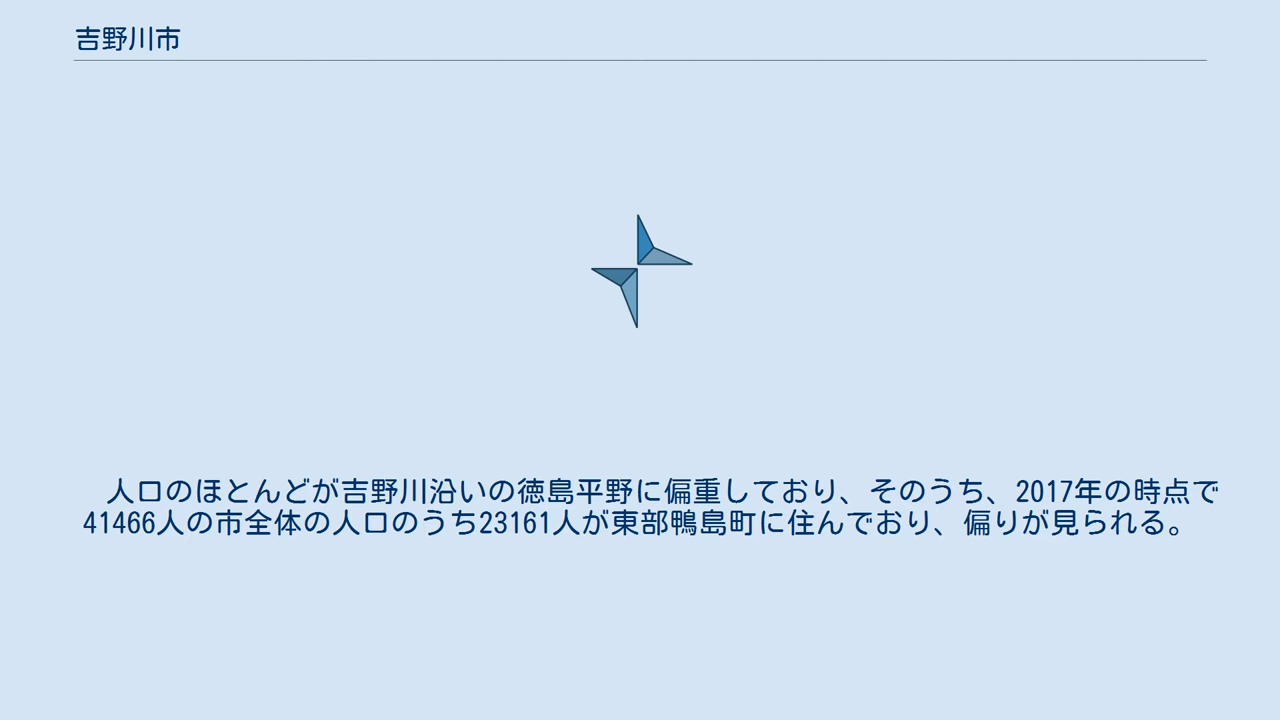 吉野川市
人口のほとんどが吉野川沿いの徳島平野に偏重しており、そのうち、2017年の時点で
41466人の市全体の人口のうち23161人が東部鴨島町に住んでおり、偏りが見られる。